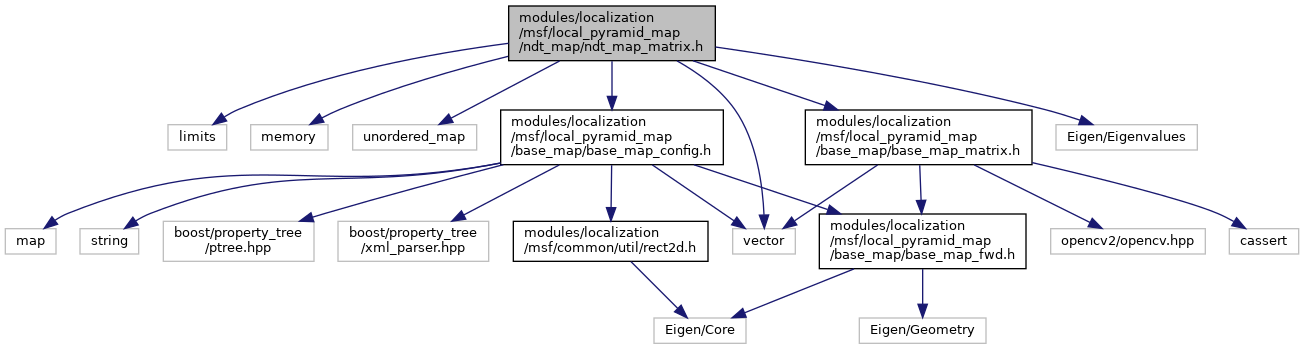 modules/localization
/msf/local_pyramid_map
/ndt_map/ndt_map_matrix.h
limits
memory
unordered_map
modules/localization
/msf/local_pyramid_map
/base_map/base_map_config.h
modules/localization
/msf/local_pyramid_map
/base_map/base_map_matrix.h
Eigen/Eigenvalues
map
string
boost/property_tree
/ptree.hpp
boost/property_tree
/xml_parser.hpp
modules/localization
/msf/common/util/rect2d.h
vector
modules/localization
/msf/local_pyramid_map
/base_map/base_map_fwd.h
opencv2/opencv.hpp
cassert
Eigen/Core
Eigen/Geometry